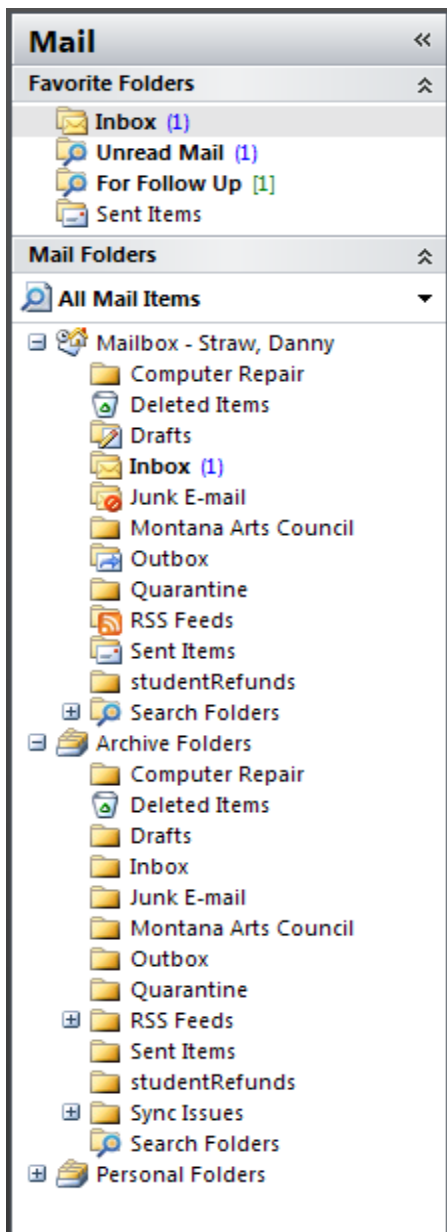 Mail
Favorite Folders
Inbox (1)
Unread Mail (1)
For Follow Up [1]
Sent Items
Mail Folders
All Mail Items
Mailbox - Straw, Danny
Computer Repair
Deleted Items
Drafts
Inbox (1)
Junk E-mail
Montana Arts Council
Outbox
Quarantine
RSS Feeds
Sent Items
studentRefunds
Search Folders
Archive Folders
Computer Repair
Deleted Items
Drafts
Inbox
Junk E-mail
Montana Arts Council
Outbox
Quarantine
RSS Feeds
Sent Items
studentRefunds
Sync Issues
Search Folders
Personal Folders